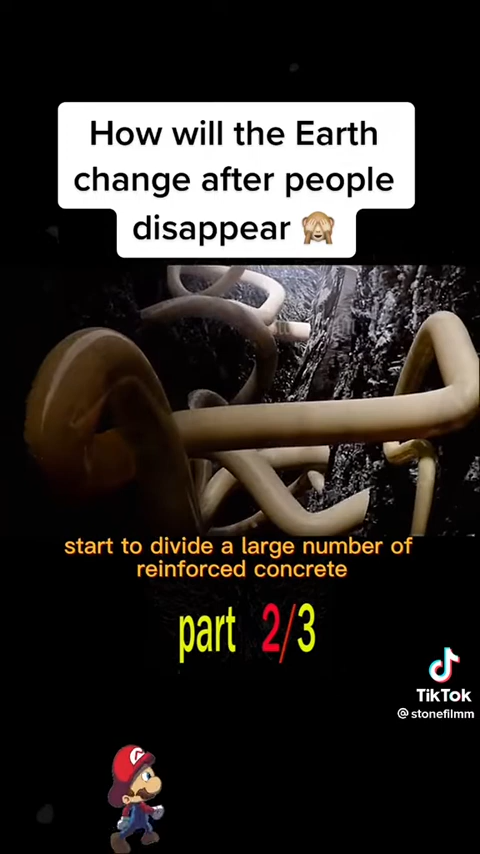 How will the Earth
change after people
disappear 🙈
start to divide a large number of
reinforced concrete
part 2/3
TikTok
@stonefilmm
M